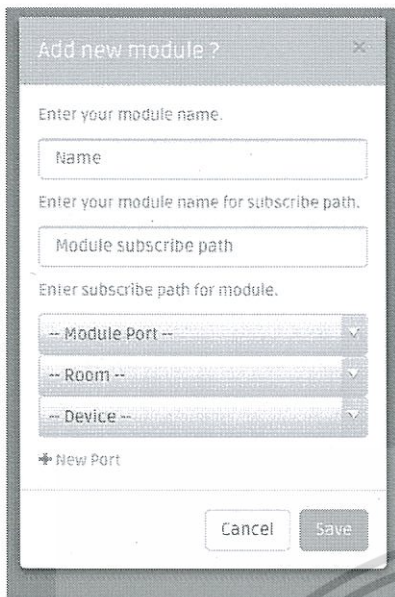 Add new module ?
×
Enter your module name.
Name
Enter your module name for subscribe path.
Module subscribe path
Enter subscribe path for module.
-- Module Port --
-- Room --
-- Device --
+ New Port
Cancel
Save